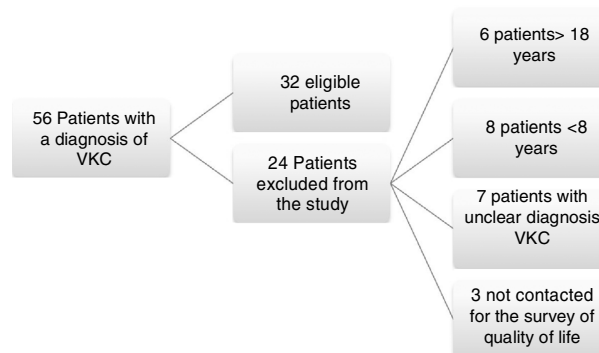 56 Patients with
a diagnosis of
VKC
32 eligible
patients
24 Patients
excluded from
the study
6 patients> 18
years
8 patients <8
years
7 patients with
unclear diagnosis
VKC
3 not contacted
for the survey of
quality of life